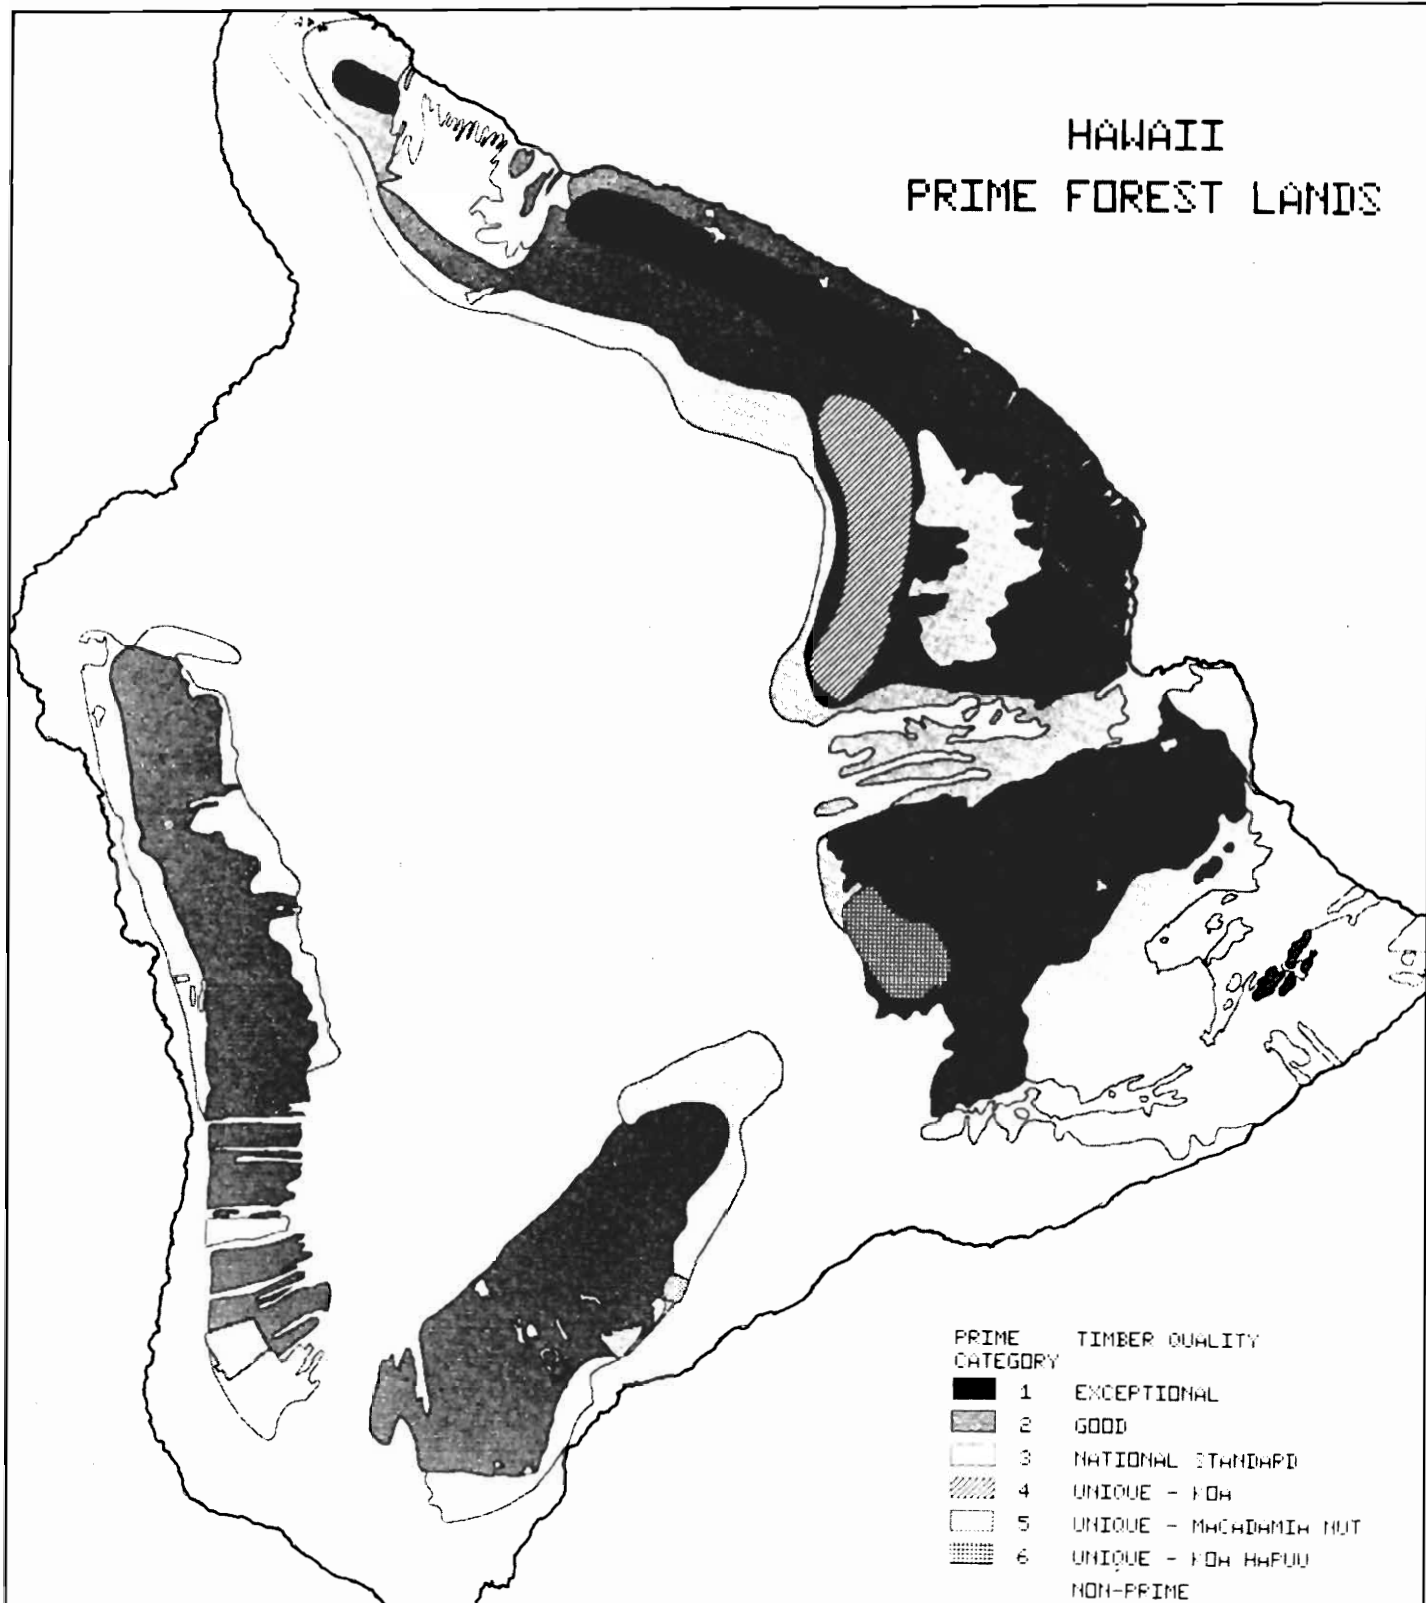 HAWAII
PRIME FOREST LANDS
PRIME TIMBER QUALITY
CATEGORY
1 EXCEPTIONAL
2 GOOD
3 NATIONAL STANDARD
4 UNIQUE - KOA
5 UNIQUE - MACADAMIA NUT
6 UNIQUE - KOA HAPUU
NON-PRIME